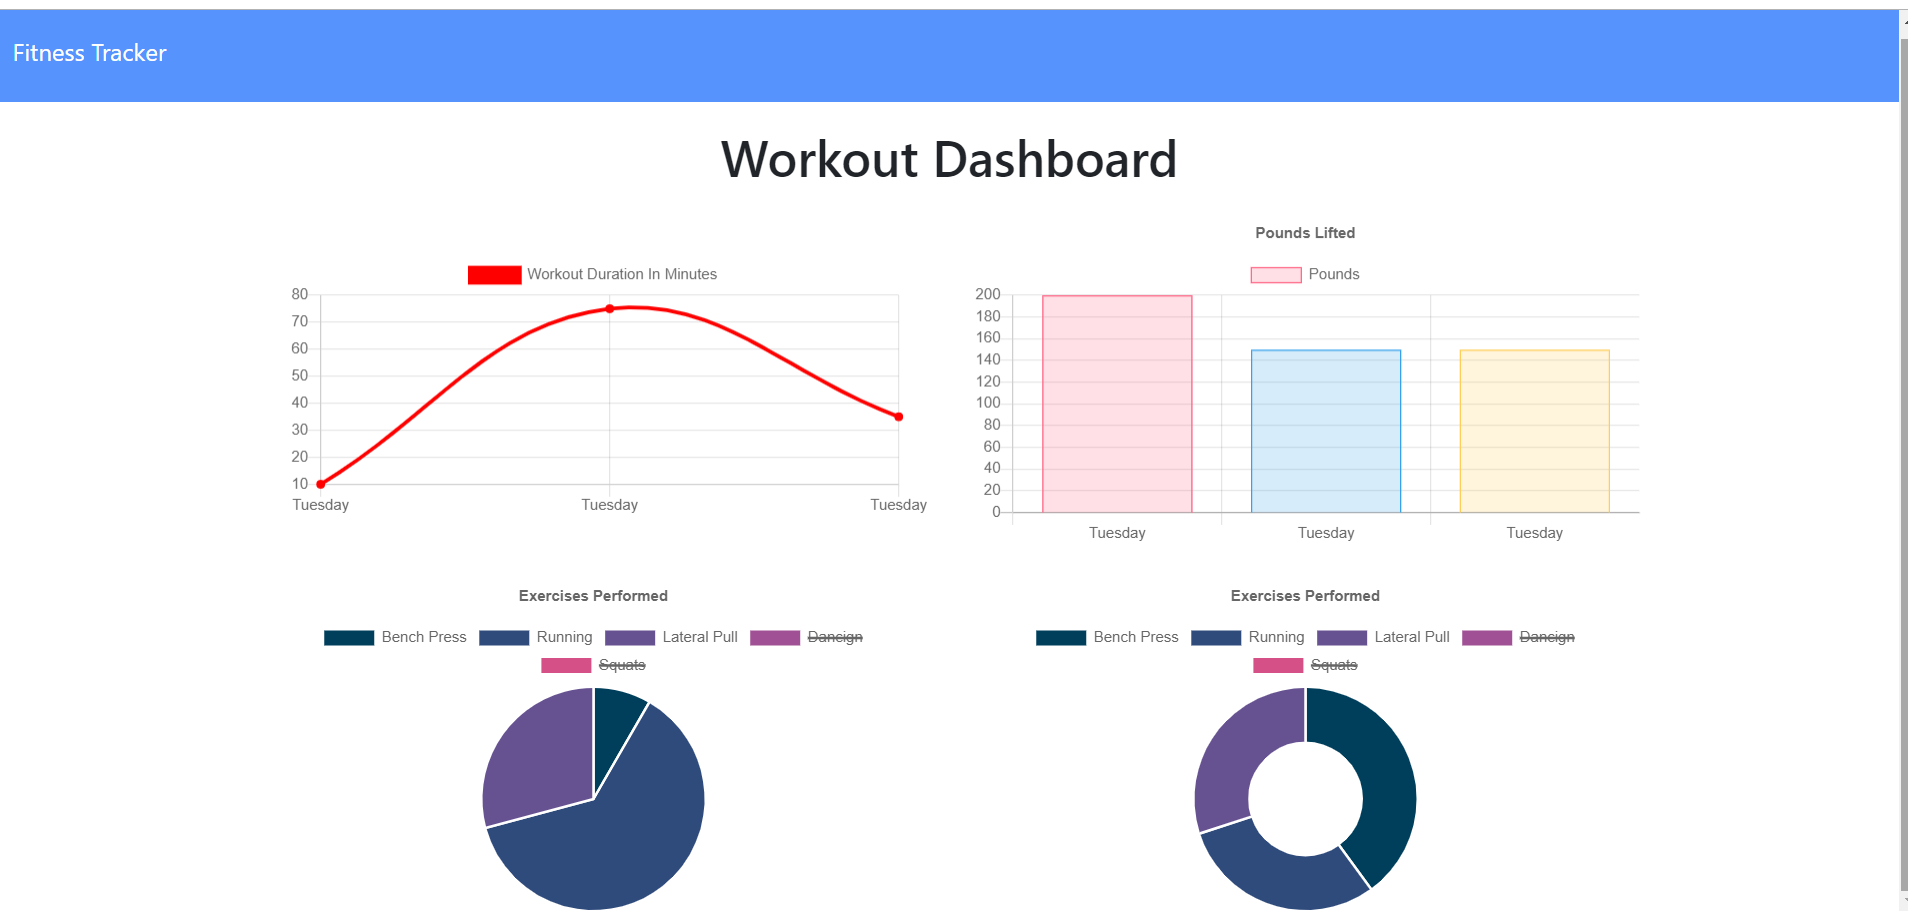 Fitness Tracker
Workout Dashboard
Workout Duration In Minutes
80
70
60
50
40
30
20
10
Tuesday Tuesday Tuesday
Pounds Lifted
Pounds
200
180
160
140
120
100
80
60
40
20
0
Tuesday Tuesday Tuesday
Exercises Performed
Bench Press Running Lateral Pull Dancign
Squats
Exercises Performed
Bench Press Running Lateral Pull Dancign
Squats